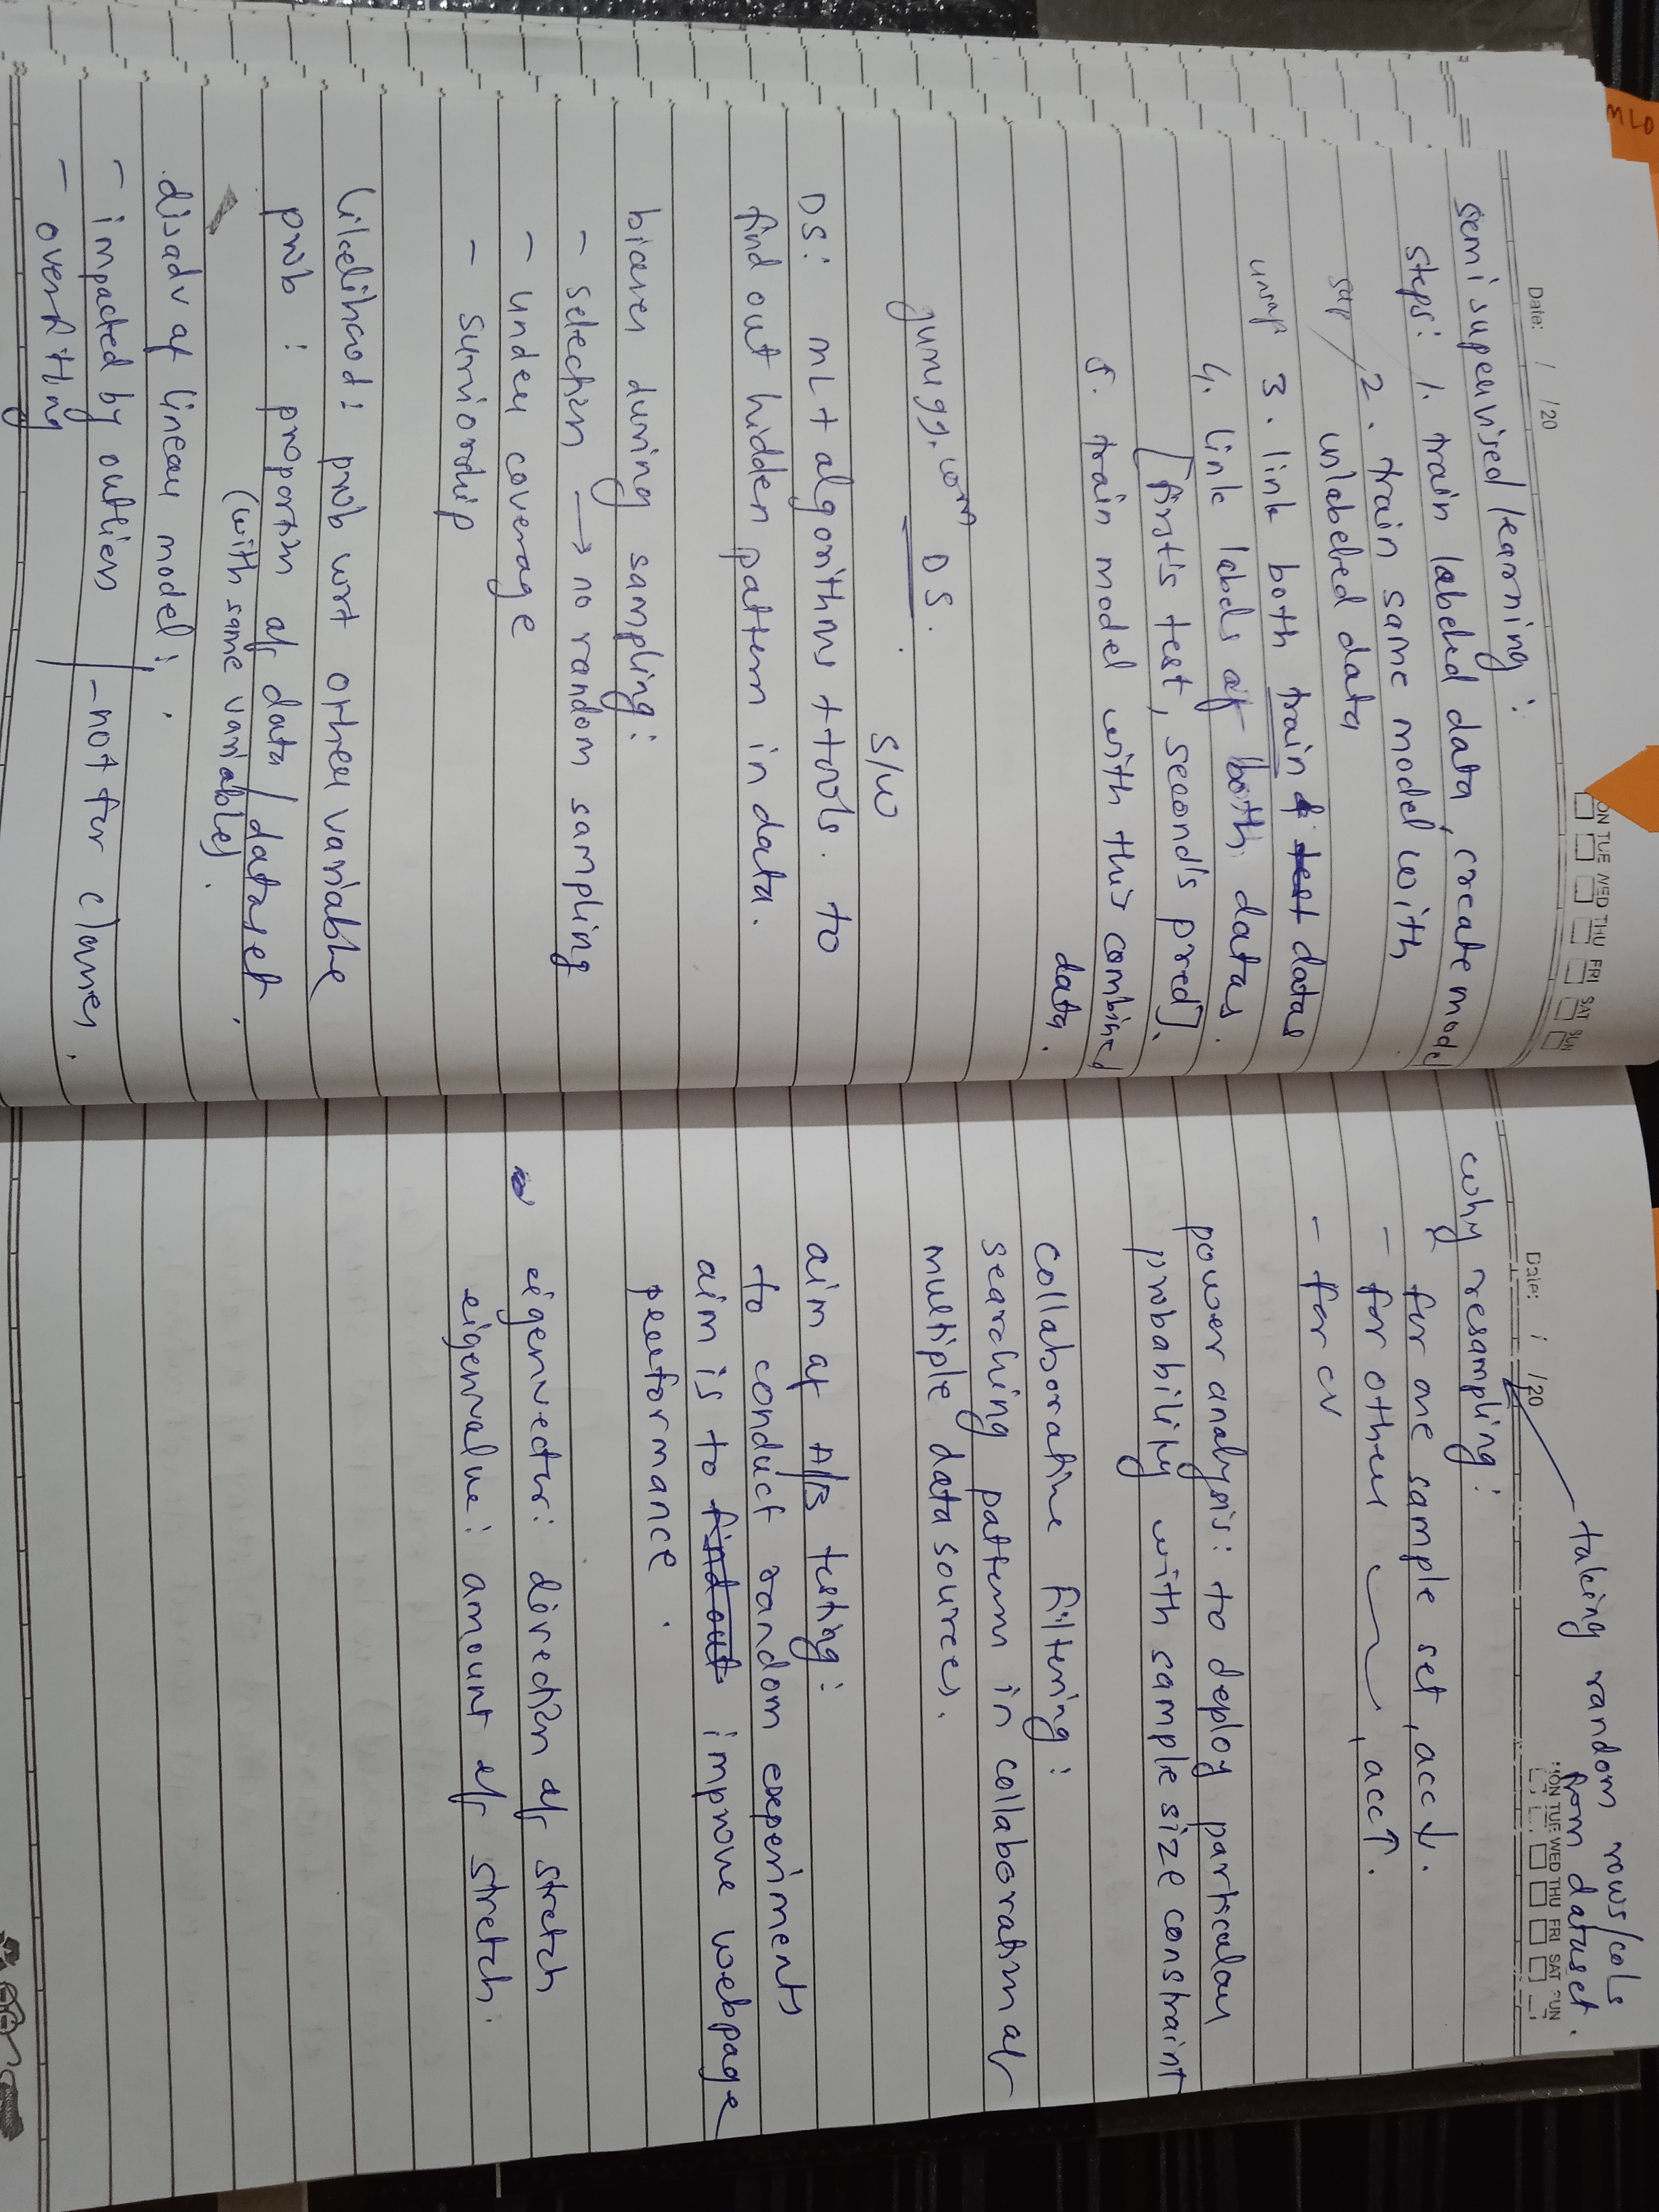 MLO
Date: / /20
ON TUE WED THU FRI SAT SUN
semisupervised learning:
steps: 1. train labeled data, create model
sup / 2. train same model with
unlabeled data
unsup 3. link both train & test datas
4. link labels of both datas.
[first's test, second's pred].
5. train model with this combined
data.
DS.
S/W
DS: ML + algorithms + tools. to
find out hidden pattern in data.
biases during sampling:
- selection → no random sampling
- under coverage
- surviorship
likelihood: prob wrt other variable
prob : proportion of data / dataset
(with same variable).
disadv of linear model:
- impacted by outliers
- overfitting
- not for classes.
taking random rows/cols
from dataset.
Date: / /20
MON TUE WED THU FRI SAT SUN
why resampling:
- for one sample set, acc ↓.
- for other , acc ↑.
- for cv
power analysis: to deploy particular
probability with sample size constraint
collaborative filtering:
searching pattern in collaboration of
multiple data sources.
aim of A/B testing:
to conduct random experiments
aim is to find out improve webpage
performance.
eigenvector: direction of stretch
eigenvalue: amount of stretch.